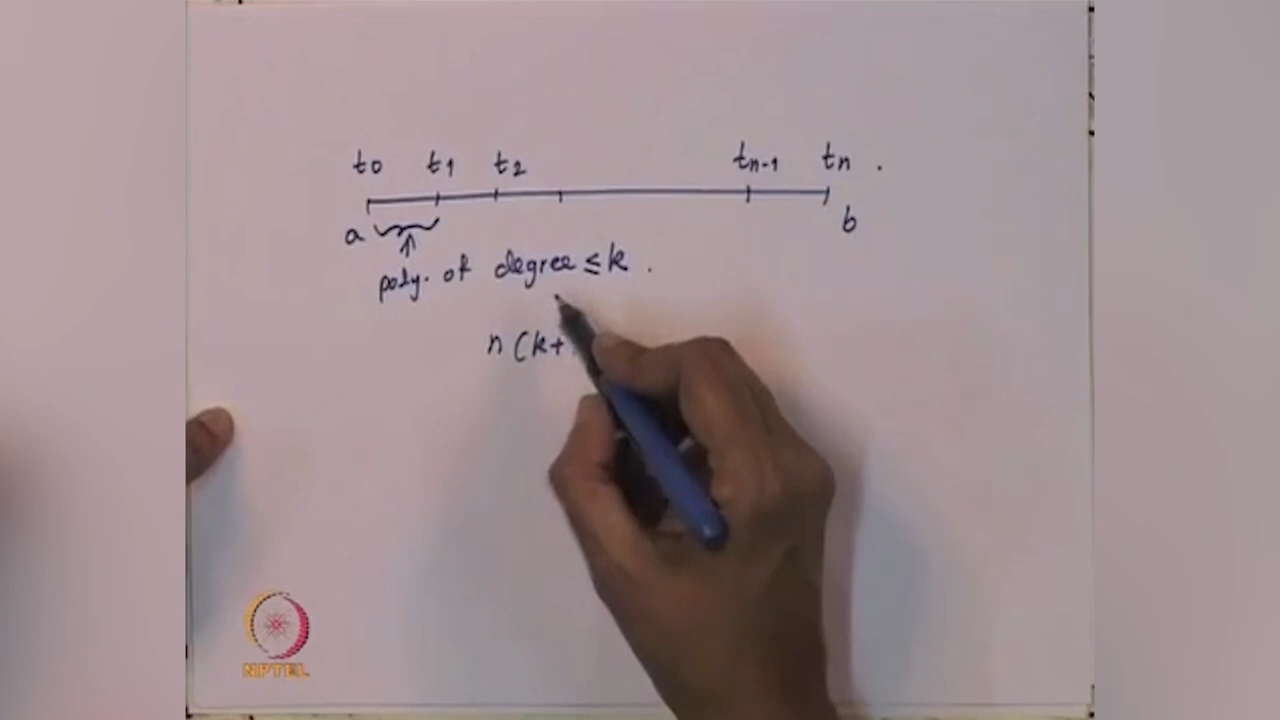 t0 t1 t2 tn-1 tn .
a b
poly. of degree ≤ k .
n (k+
NPTEL